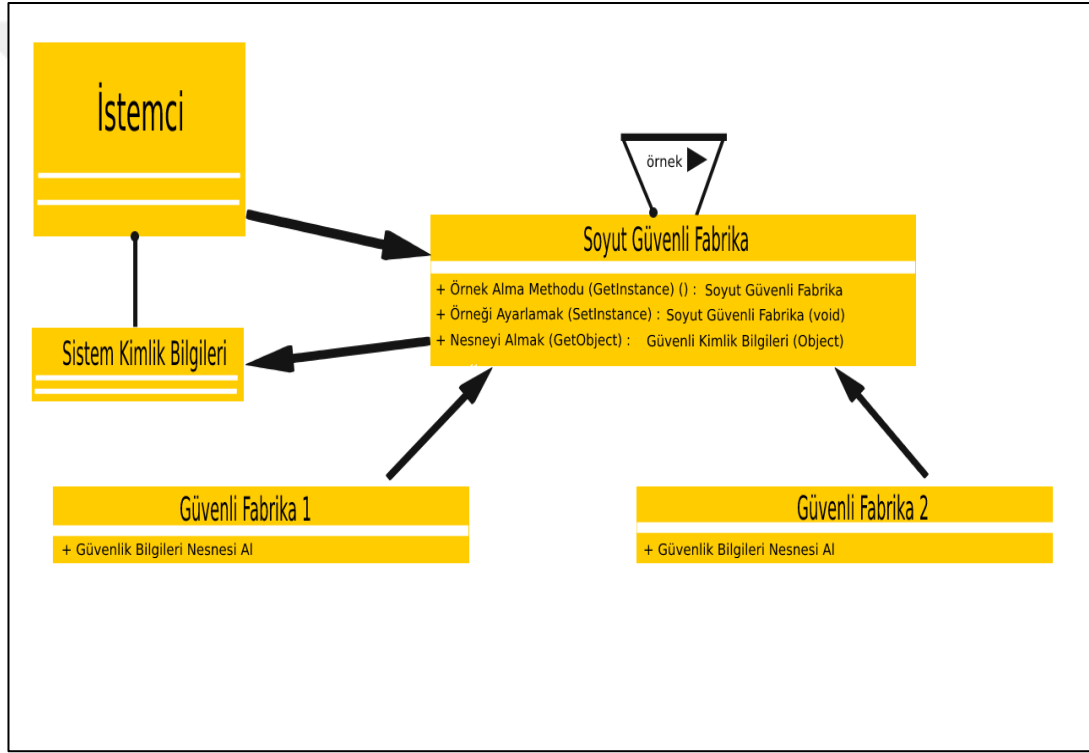 İstemci
örnek
Soyut Güvenli Fabrika
+ Örnek Alma Methodu (GetInstance) () : Soyut Güvenli Fabrika
+ Örneği Ayarlamak (SetInstance) : Soyut Güvenli Fabrika (void)
+ Nesneyi Almak (GetObject) : Güvenli Kimlik Bilgileri (Object)
Sistem Kimlik Bilgileri
Güvenli Fabrika 1
+ Güvenlik Bilgileri Nesnesi Al
Güvenli Fabrika 2
+ Güvenlik Bilgileri Nesnesi Al